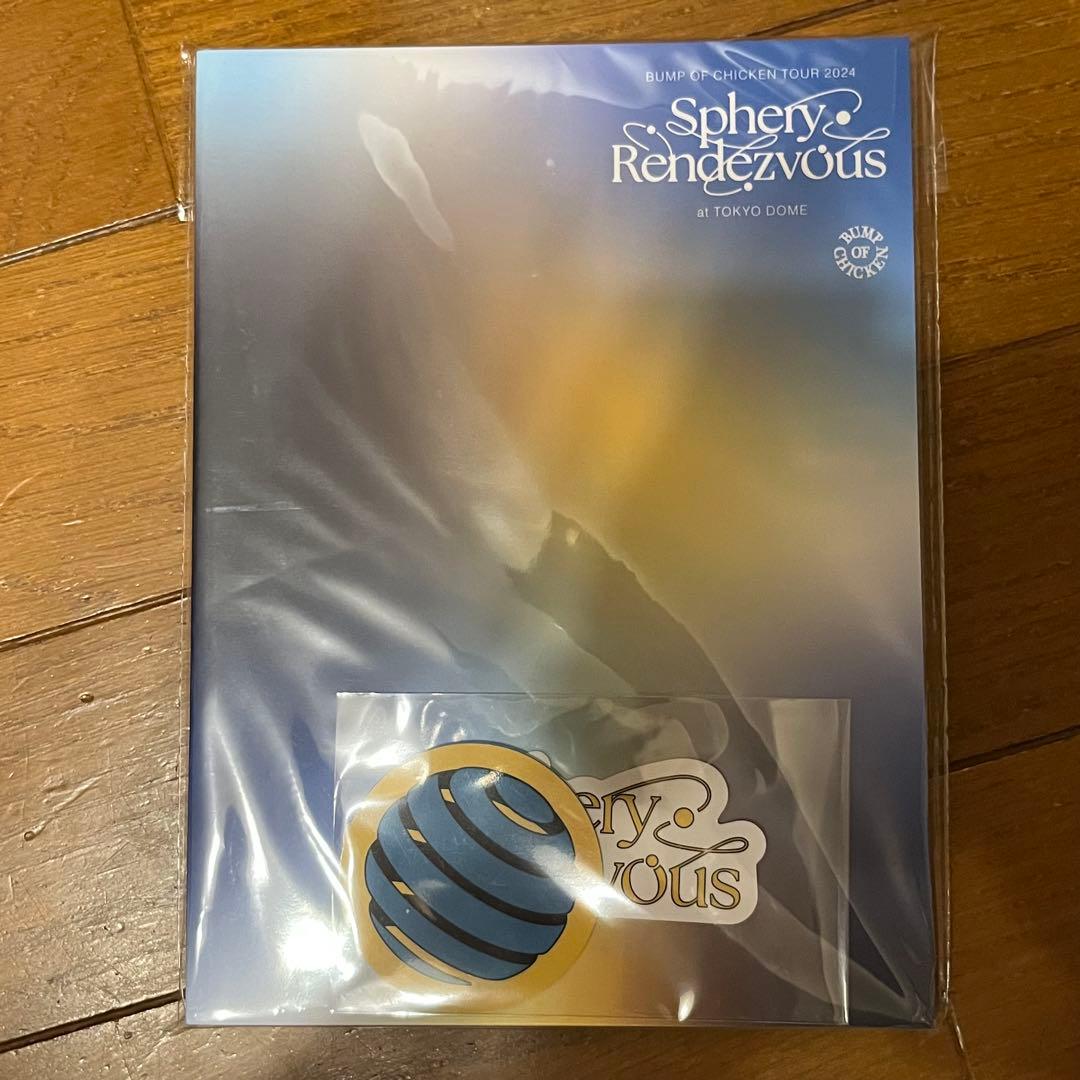 BUMP OF CHICKEN TOUR 2024
Sphery
Rendezvous
at TOKYO DOME
BUMP
OF
CHICKEN
ery
vous